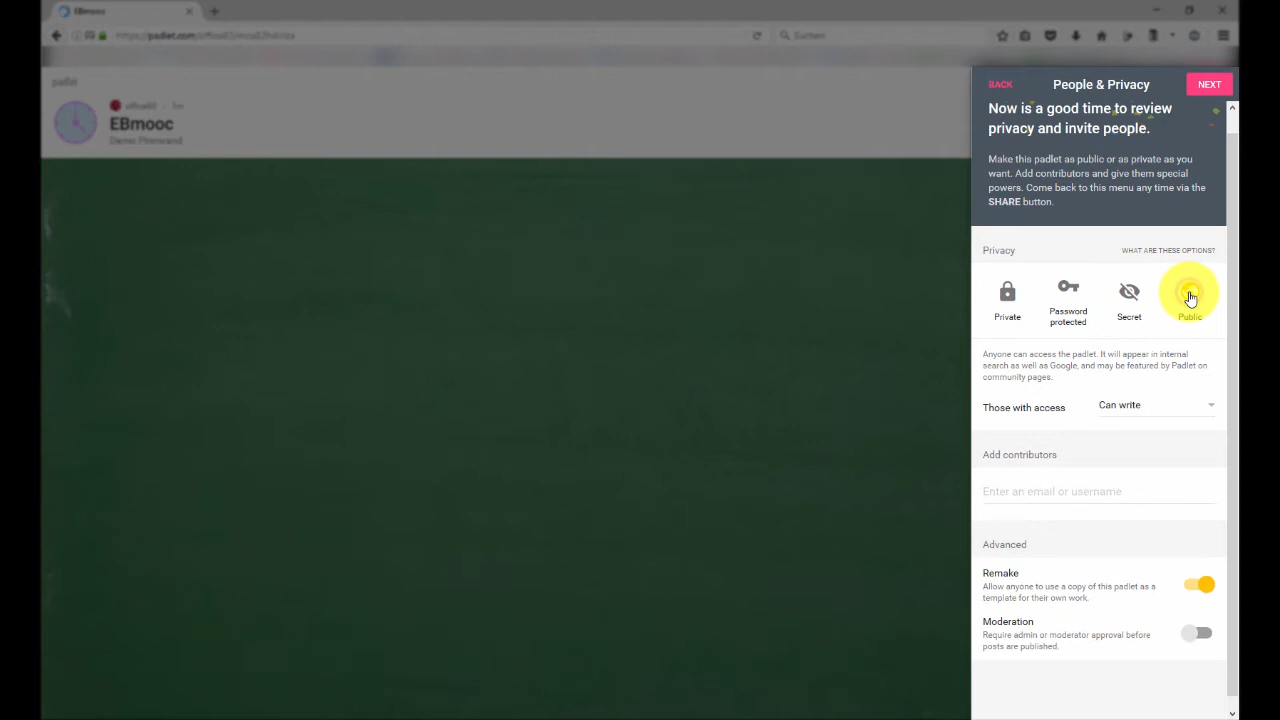 EBmooc
Suchen
padlet
EBmooc
Demo Pinnwand
BACK
People & Privacy
NEXT
Now is a good time to review
privacy and invite people.
Make this padlet as public or as private as you
want. Add contributors and give them special
powers. Come back to this menu any time via the
SHARE button.
Privacy
WHAT ARE THESE OPTIONS?
Private
Password
protected
Secret
Public
Anyone can access the padlet. It will appear in internal
search as well as Google, and may be featured by Padlet on
community pages.
Those with access
Can write
Add contributors
Enter an email or username
Advanced
Remake
Allow anyone to use a copy of this padlet as a
template for their own work.
Moderation
Require admin or moderator approval before
posts are published.